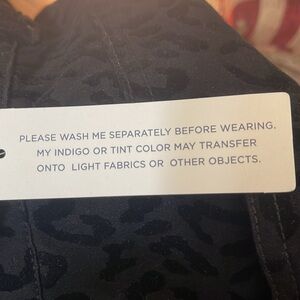 PLEASE WASH ME SEPARATELY BEFORE WEARING.
MY INDIGO OR TINT COLOR MAY TRANSFER
ONTO LIGHT FABRICS OR OTHER OBJECTS.